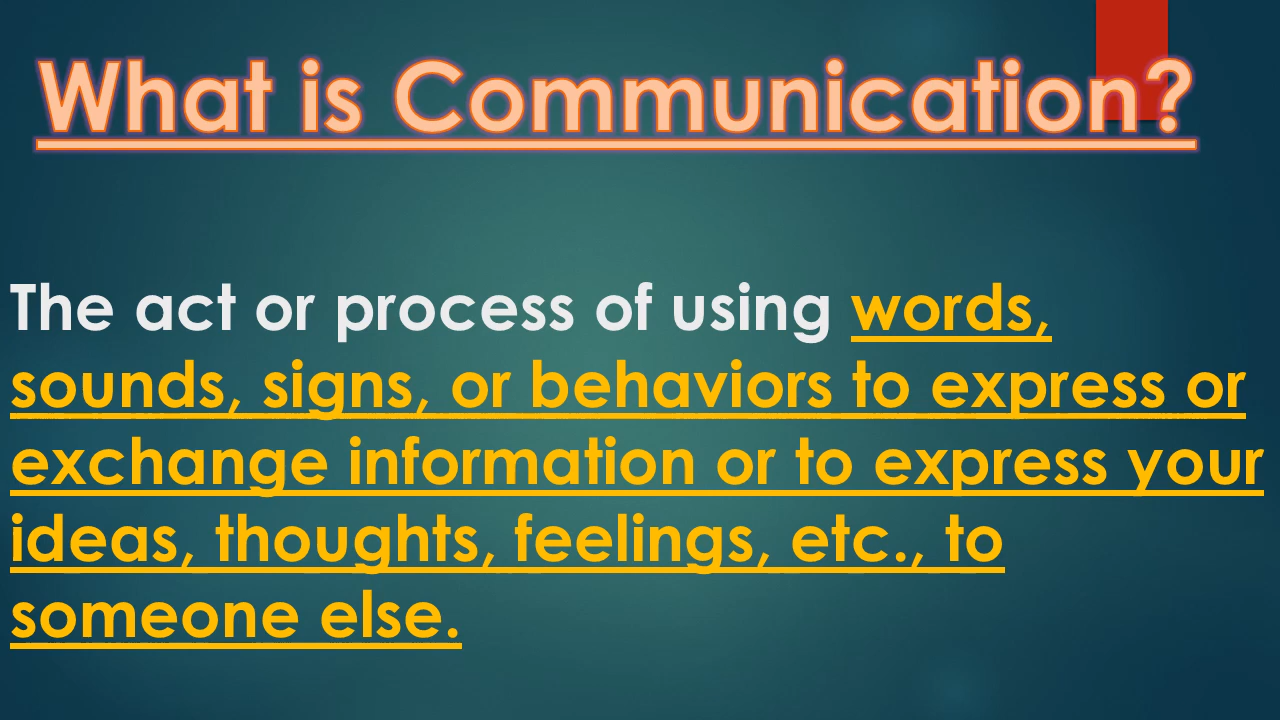 What is Communication?
The act or process of using words,
sounds, signs, or behaviors to express or
exchange information or to express your
ideas, thoughts, feelings, etc., to
someone else.